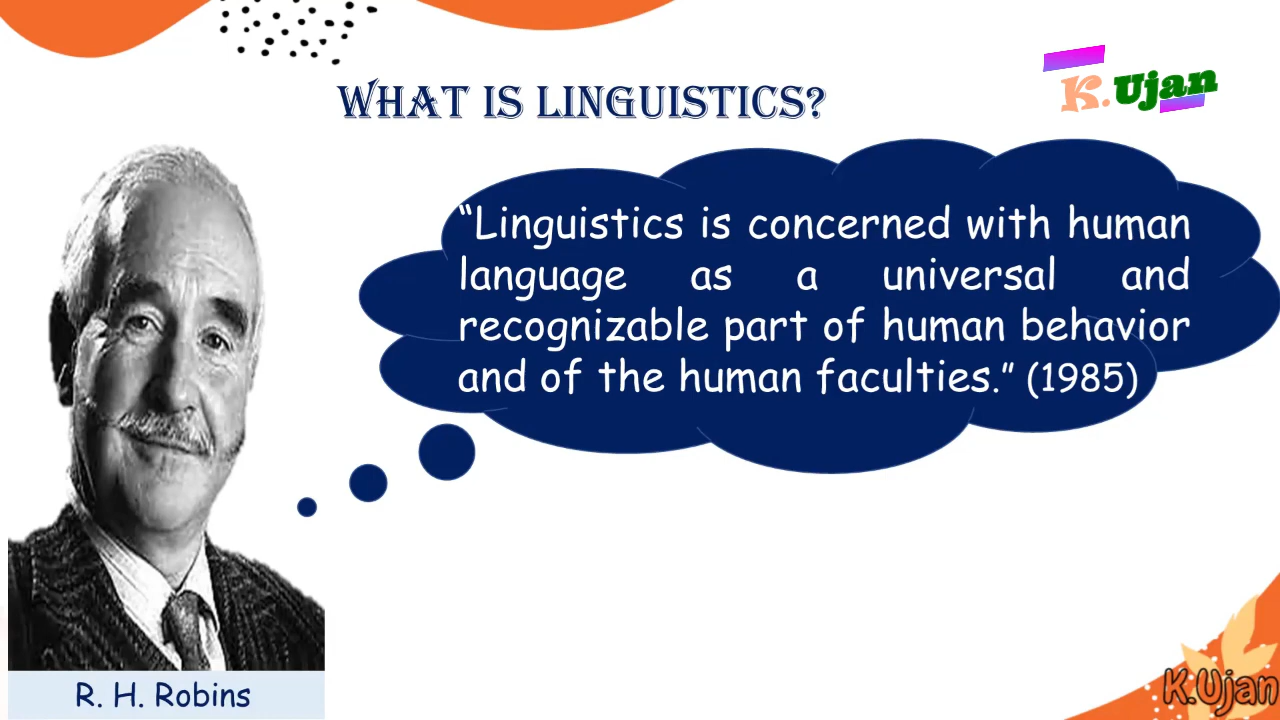 WHAT IS LINGUISTICS?
K.Ujan
“Linguistics is concerned with human
language as a universal and
recognizable part of human behavior
and of the human faculties.” (1985)
R. H. Robins
K.Ujan